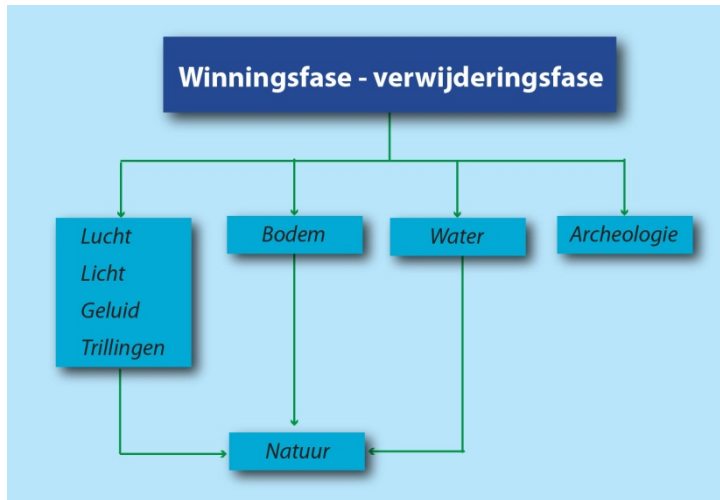 Winningsfase - verwijderingsfase
Lucht
Licht
Geluid
Trillingen
Bodem
Water
Archeologie
Natuur